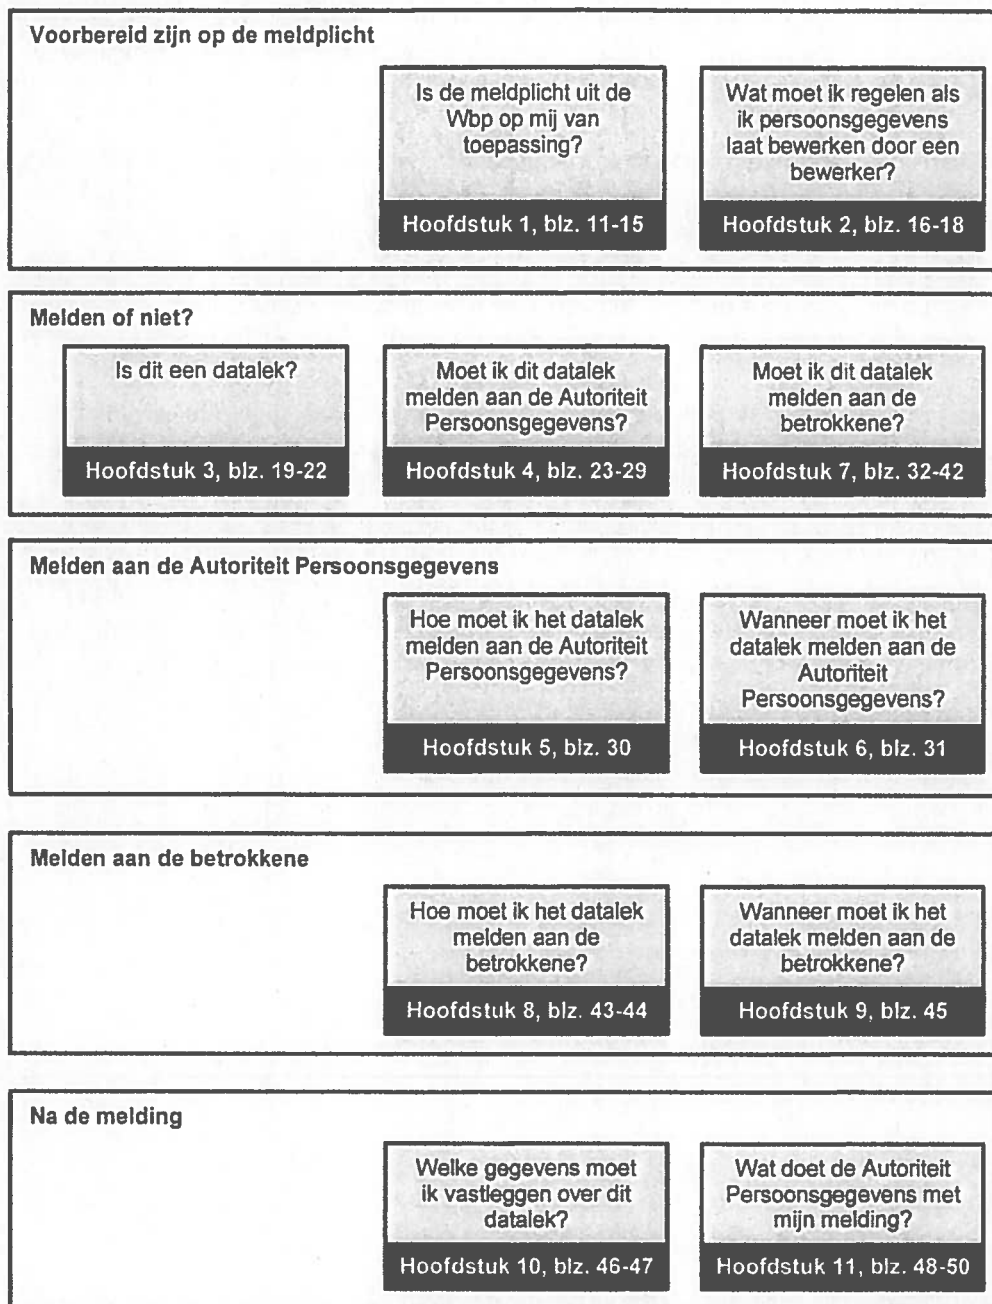 Voorbereid zijn op de meldplicht
Is de meldplicht uit de
Wbp op mij van
toepassing?
Hoofdstuk 1, blz. 11-15
Wat moet ik regelen als
ik persoonsgegevens
laat bewerken door een
bewerker?
Hoofdstuk 2, blz. 16-18
Melden of niet?
Is dit een datalek?
Hoofdstuk 3, blz. 19-22
Moet ik dit datalek
melden aan de Autoriteit
Persoonsgegevens?
Hoofdstuk 4, blz. 23-29
Moet ik dit datalek
melden aan de
betrokkene?
Hoofdstuk 7, blz. 32-42
Melden aan de Autoriteit Persoonsgegevens
Hoe moet ik het datalek
melden aan de Autoriteit
Persoonsgegevens?
Hoofdstuk 5, blz. 30
Wanneer moet ik het
datalek melden aan de
Autoriteit
Persoonsgegevens?
Hoofdstuk 6, blz. 31
Melden aan de betrokkene
Hoe moet ik het datalek
melden aan de
betrokkene?
Hoofdstuk 8, blz. 43-44
Wanneer moet ik het
datalek melden aan de
betrokkene?
Hoofdstuk 9, blz. 45
Na de melding
Welke gegevens moet
ik vastleggen over dit
datalek?
Hoofdstuk 10, blz. 46-47
Wat doet de Autoriteit
Persoonsgegevens met
mijn melding?
Hoofdstuk 11, blz. 48-50